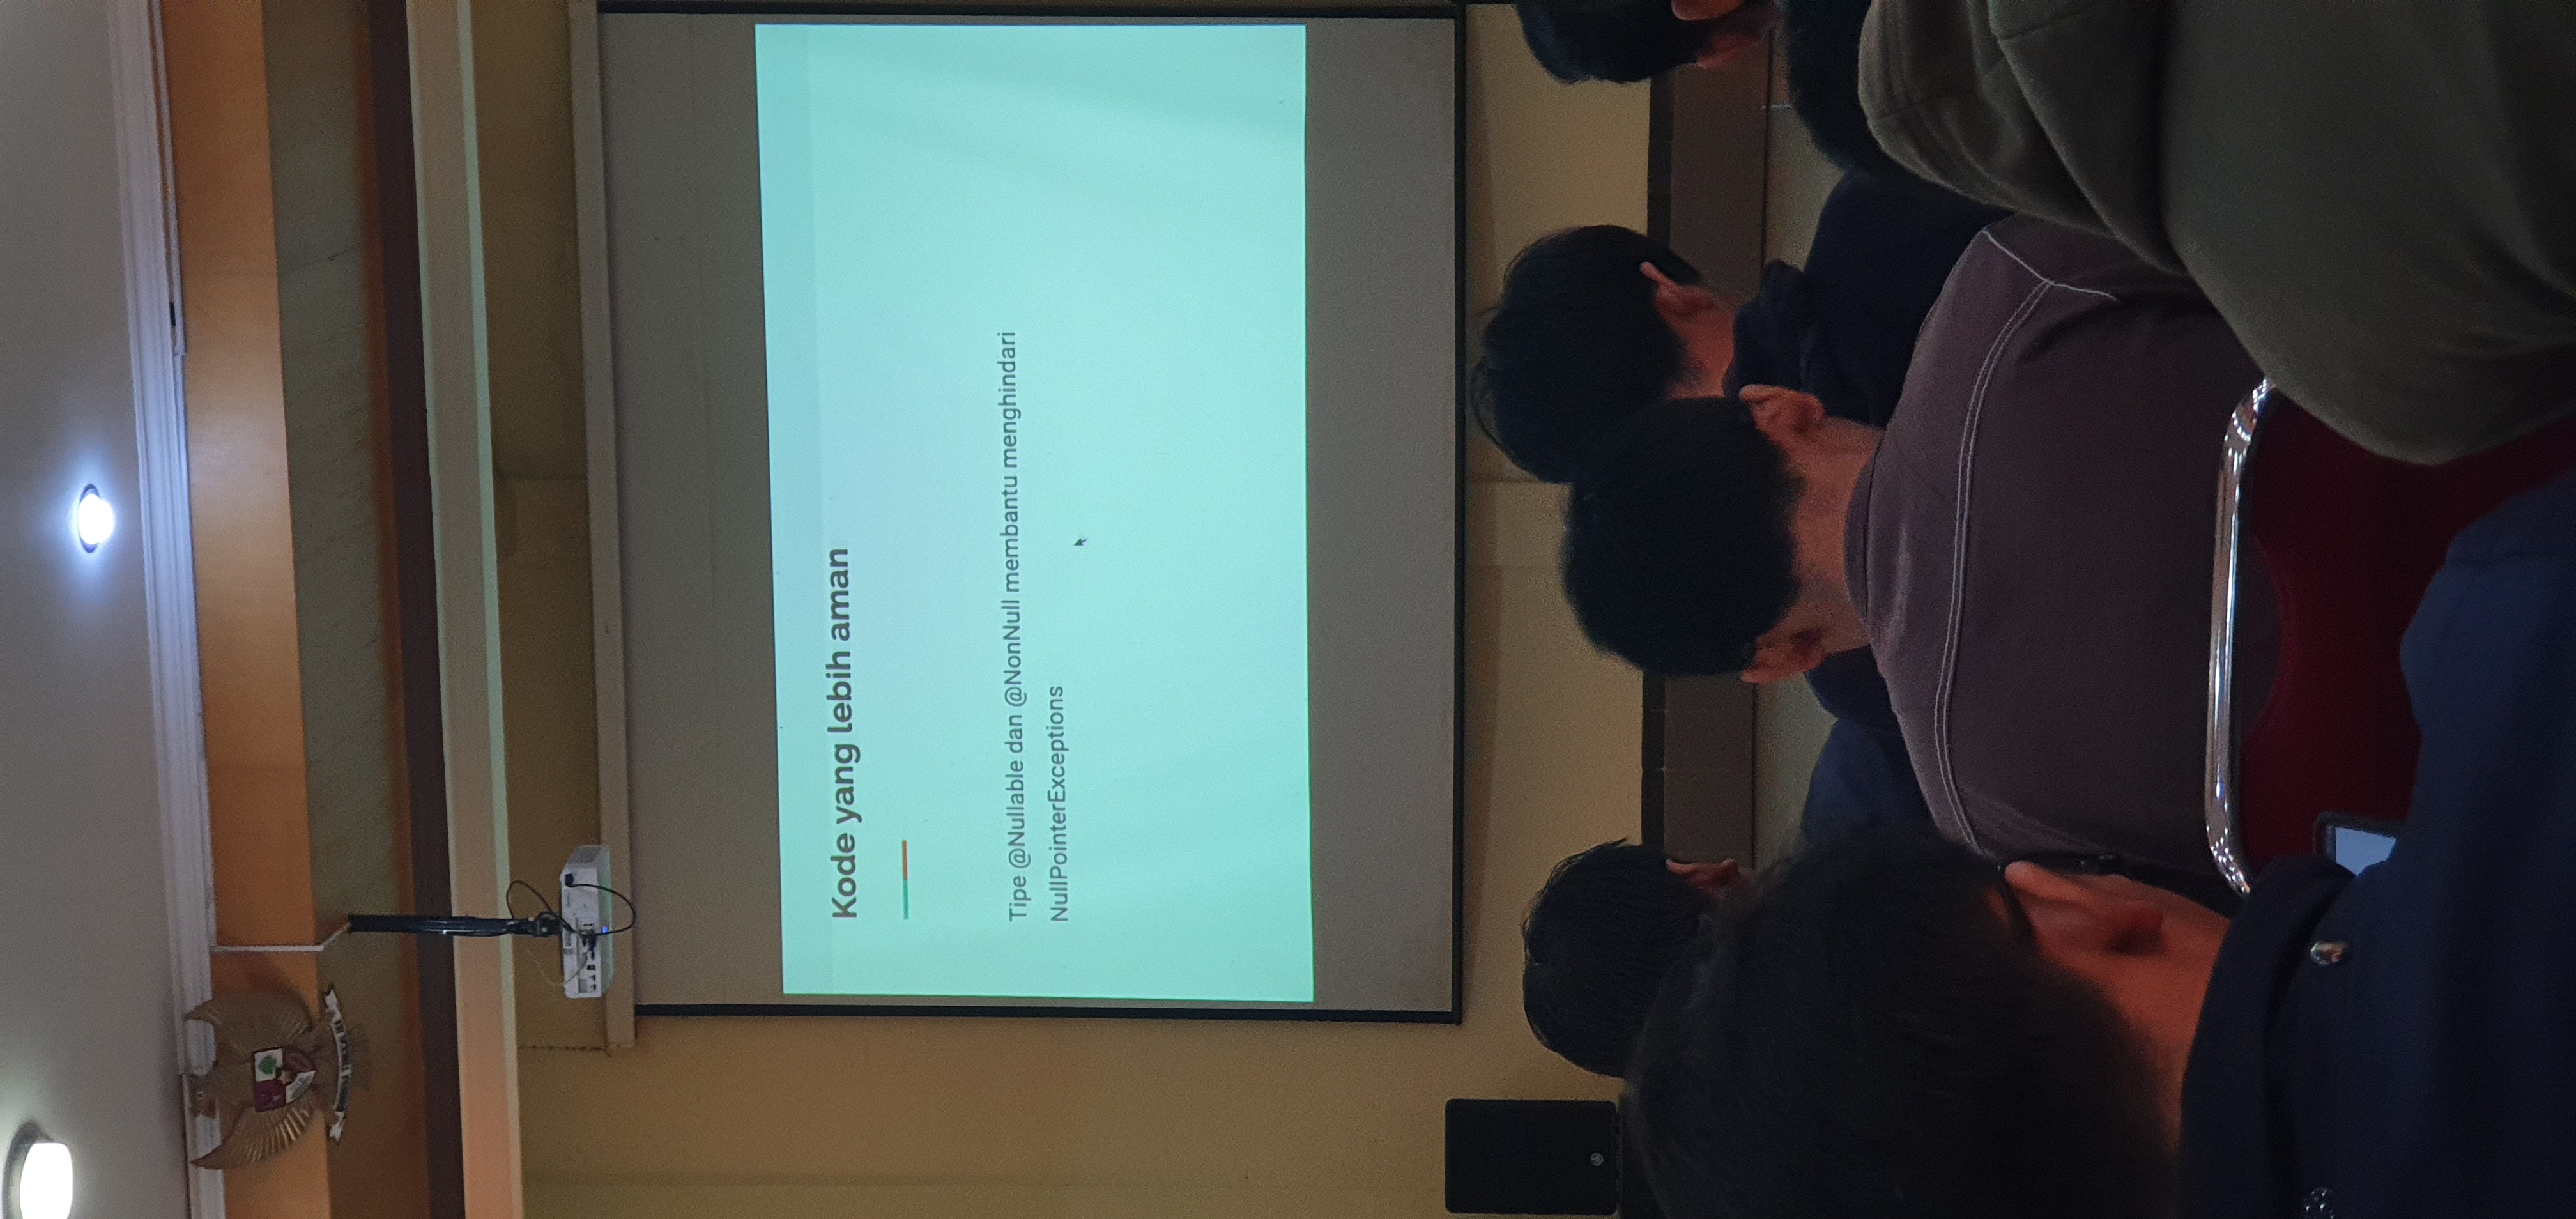 Kode yang lebih aman
Tipe @Nullable dan @NonNull membantu menghindari
NullPointerExceptions